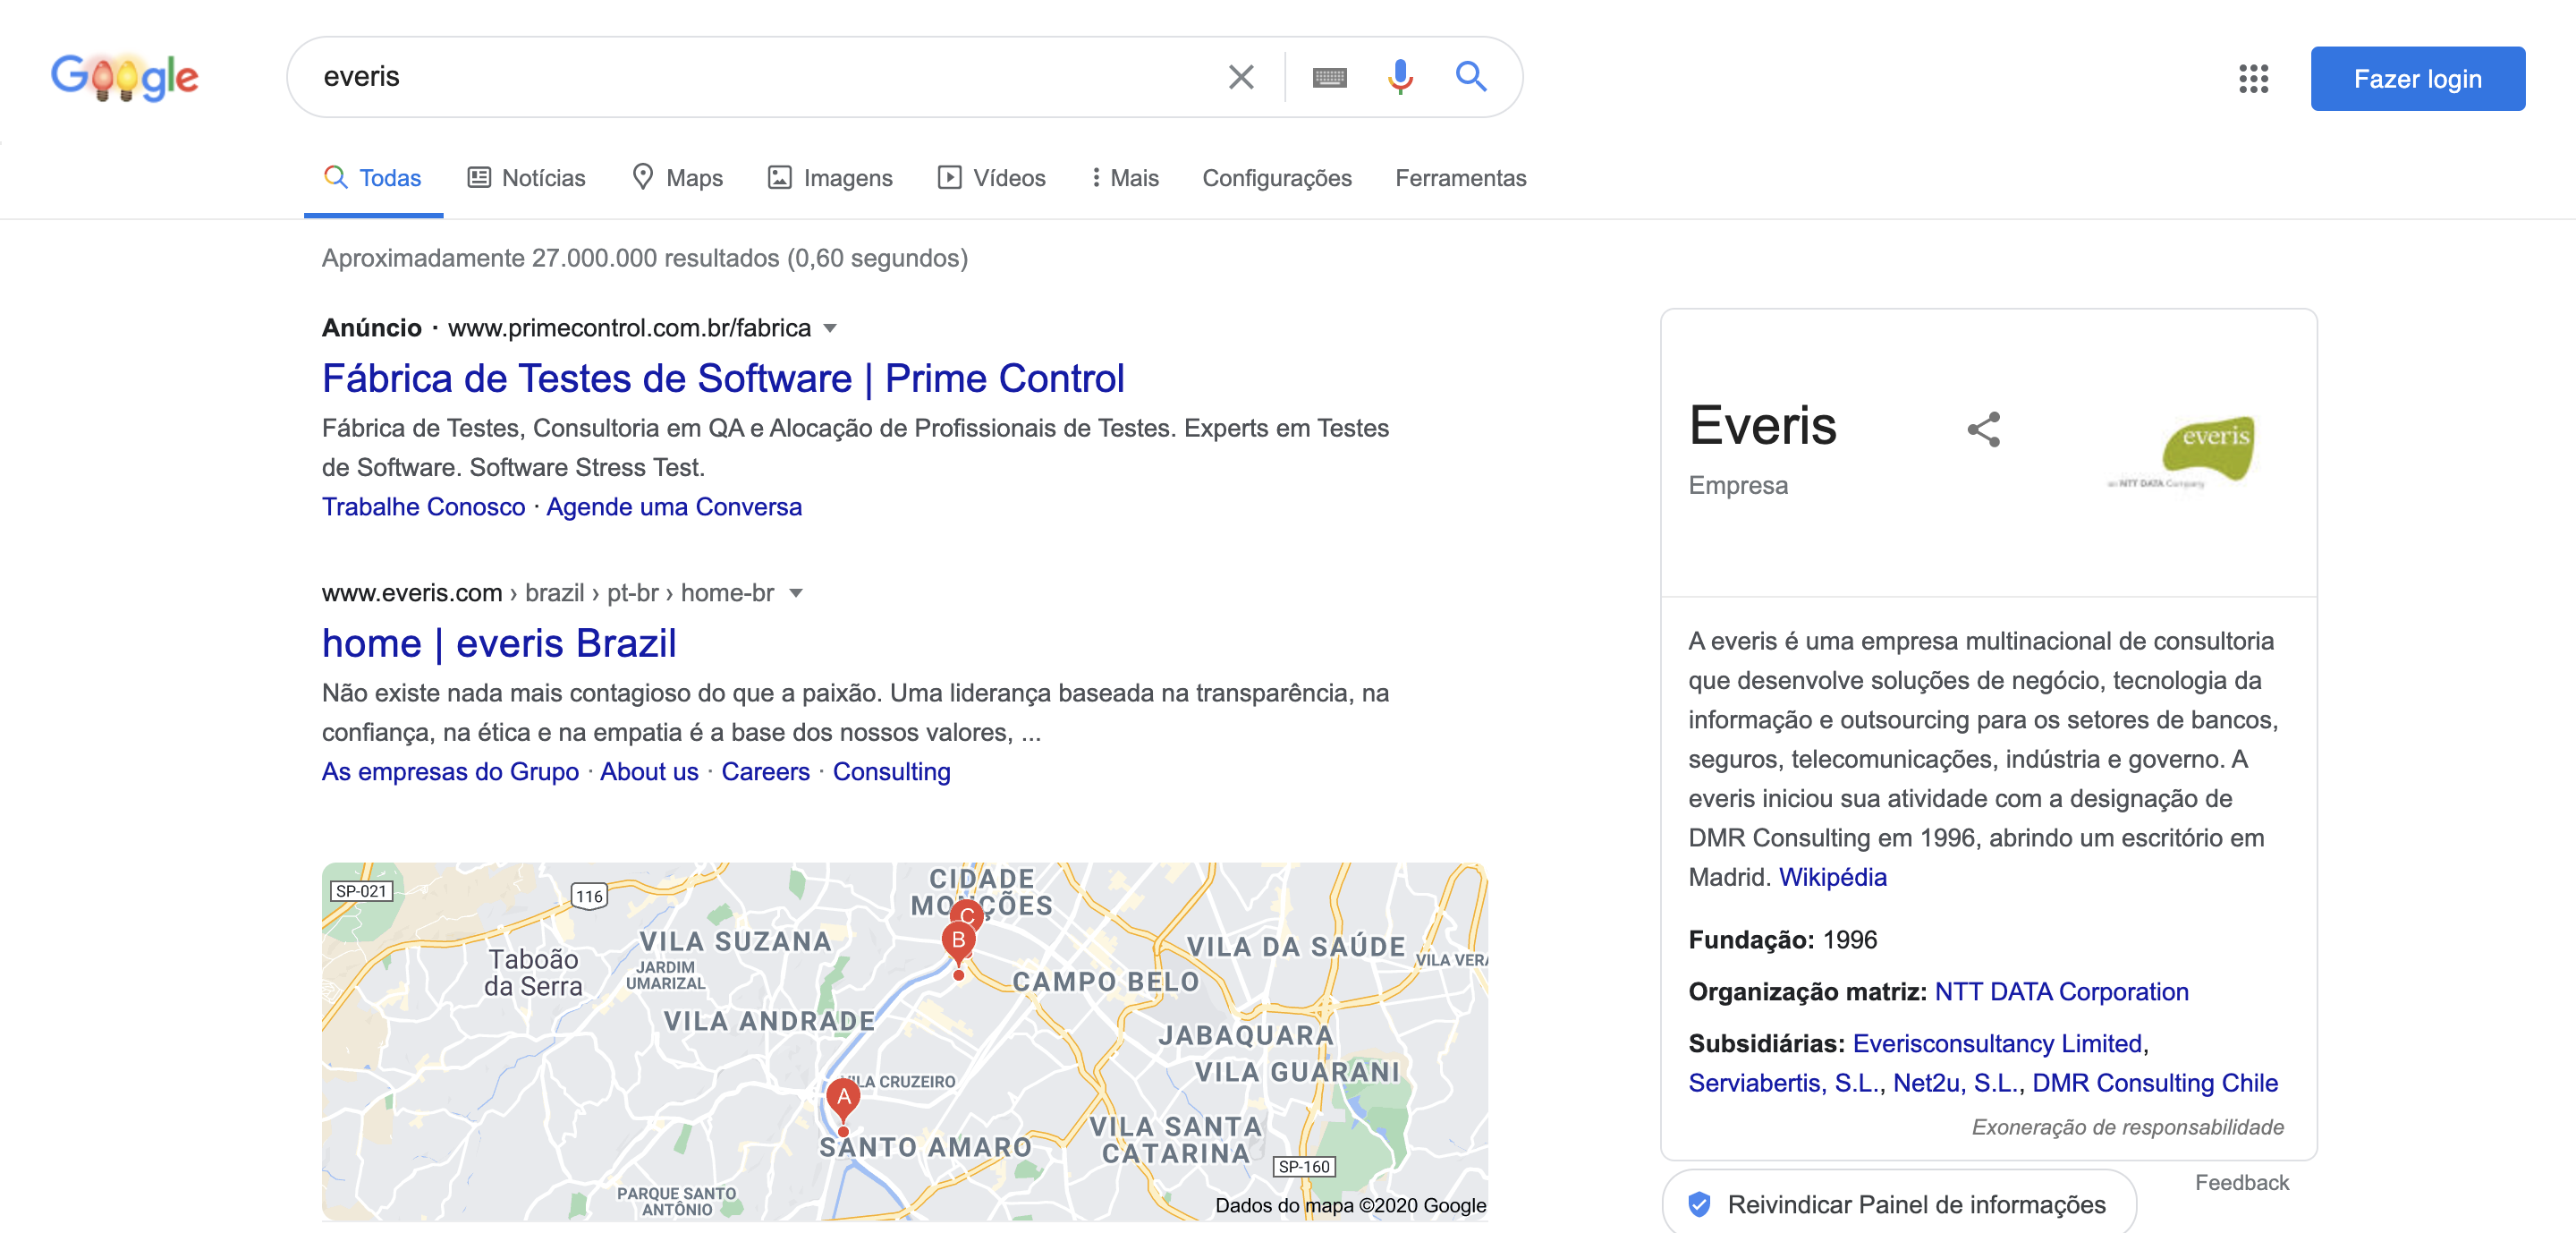 Google
everis
Fazer login
Todas
Notícias
Maps
Imagens
Vídeos
Mais
Configurações
Ferramentas
Aproximadamente 27.000.000 resultados (0,60 segundos)
Anúncio · www.primecontrol.com.br/fabrica
Fábrica de Testes de Software | Prime Control
Fábrica de Testes, Consultoria em QA e Alocação de Profissionais de Testes. Experts em Testes
de Software. Software Stress Test.
Trabalhe Conosco · Agende uma Conversa
www.everis.com › brazil › pt-br › home-br
home | everis Brazil
Não existe nada mais contagioso do que a paixão. Uma liderança baseada na transparência, na
confiança, na ética e na empatia é a base dos nossos valores, ...
As empresas do Grupo · About us · Careers · Consulting
SP-021
116
CIDADE
MONÇÕES
C
B
VILA SUZANA
Taboão
da Serra
JARDIM
UMARIZAL
VILA DA SAÚDE
VILA VERA
CAMPO BELO
VILA ANDRADE
JABAQUARA
VILA GUARANI
VILA CRUZEIRO
A
SANTO AMARO
VILA SANTA
CATARINA
SP-160
PARQUE SANTO
ANTÔNIO
Dados do mapa ©2020 Google
Everis
Empresa
everis
an NTT DATA Company
A everis é uma empresa multinacional de consultoria
que desenvolve soluções de negócio, tecnologia da
informação e outsourcing para os setores de bancos,
seguros, telecomunicações, indústria e governo. A
everis iniciou sua atividade com a designação de
DMR Consulting em 1996, abrindo um escritório em
Madrid. Wikipédia
Fundação: 1996
Organização matriz: NTT DATA Corporation
Subsidiárias: Everisconsultancy Limited,
Serviabertis, S.L., Net2u, S.L., DMR Consulting Chile
Exoneração de responsabilidade
Feedback
Reivindicar Painel de informações